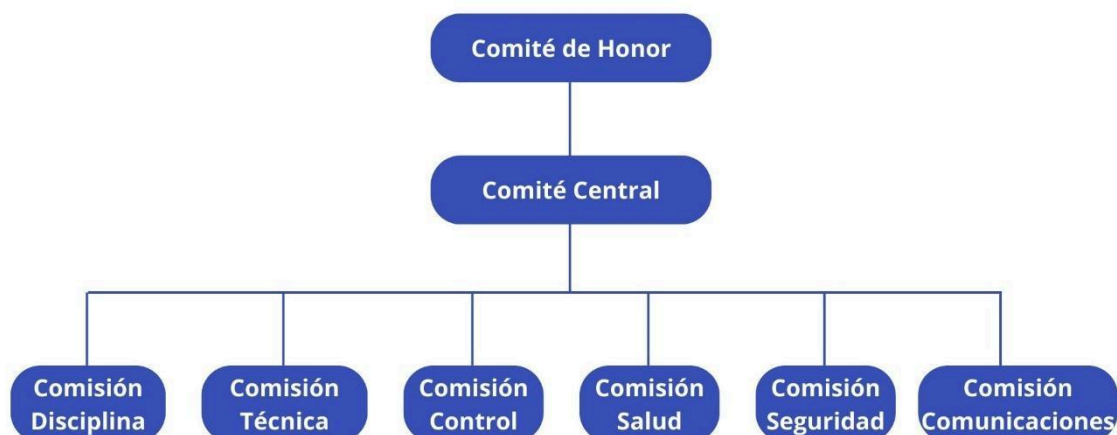 Comité de Honor
Comité Central
Comisión
Disciplina
Comisión
Técnica
Comisión
Control
Comisión
Salud
Comisión
Seguridad
Comisión
Comunicaciones